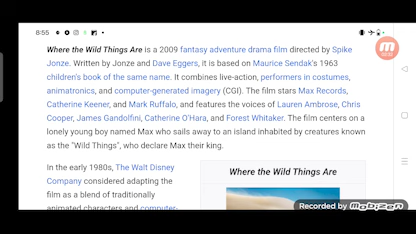 8:55
Where the Wild Things Are is a 2009 fantasy adventure drama film directed by Spike
Jonze. Written by Jonze and Dave Eggers, it is based on Maurice Sendak's 1963
children's book of the same name. It combines live-action, performers in costumes,
animatronics, and computer-generated imagery (CGI). The film stars Max Records,
Catherine Keener, and Mark Ruffalo, and features the voices of Lauren Ambrose, Chris
Cooper, James Gandolfini, Catherine O'Hara, and Forest Whitaker. The film centers on
a lonely young boy named Max who sails away to an island inhabited by creatures known
as the "Wild Things", who declare Max their king.
In the early 1980s, The Walt Disney
Company considered adapting the
film as a blend of traditionally
animated characters and computer-
Where the Wild Things Are
Recorded by Mobizen